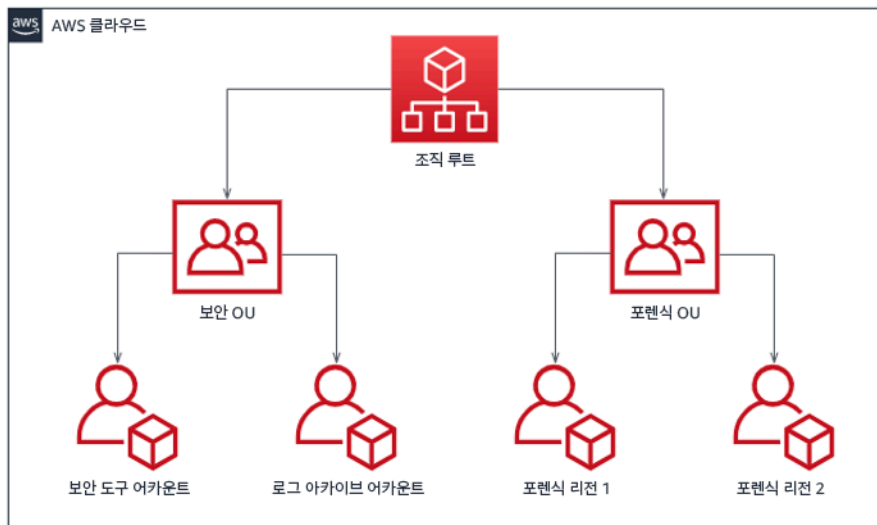 aws
AWS 클라우드
조직 루트
보안 OU
포렌식 OU
보안 도구 어카운트
로그 아카이브 어카운트
포렌식 리전 1
포렌식 리전 2